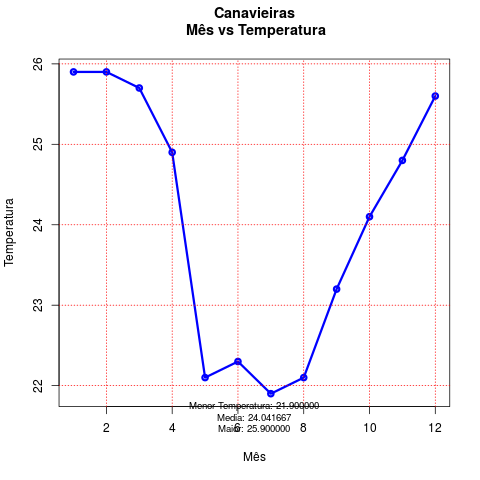 Canavieiras
Mês vs Temperatura
Temperatura
26
25
24
23
22
Menor Temperatura: 21.900000
Media: 24.041667
Maior: 25.900000
2 4 6 8 10 12
Mês